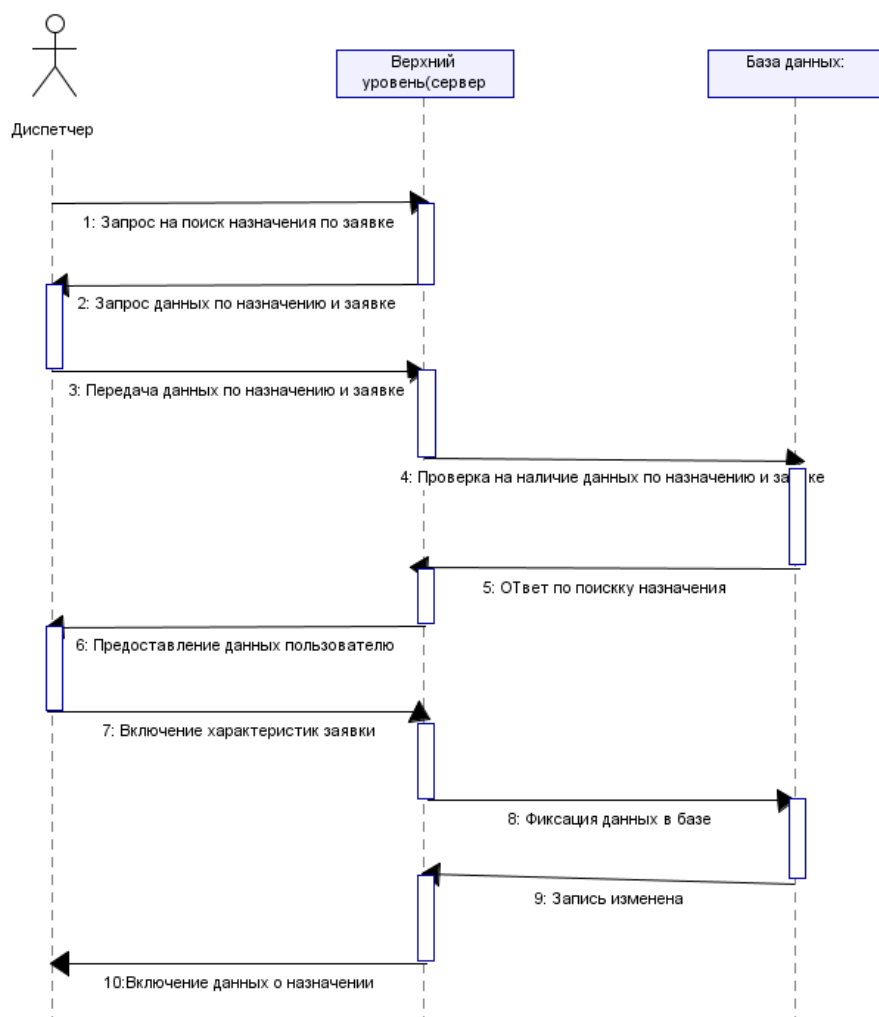 Диспетчер
Верхний
уровень(сервер
База данных:
1: Запрос на поиск назначения по заявке
2: Запрос данных по назначению и заявке
3: Передача данных по назначению и заявке
4: Проверка на наличие данных по назначению и заявке
5: ОТвет по поискку назначения
6: Предоставление данных пользователю
7: Включение характеристик заявки
8: Фиксация данных в базе
9: Запись изменена
10:Включение данных о назначении